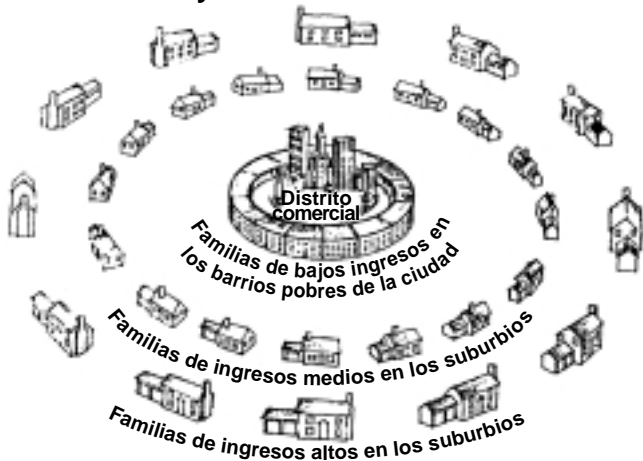 Distrito
comercial
Familias de bajos ingresos en
los barrios pobres de la ciudad
Familias de ingresos medios en los suburbios
Familias de ingresos altos en los suburbios